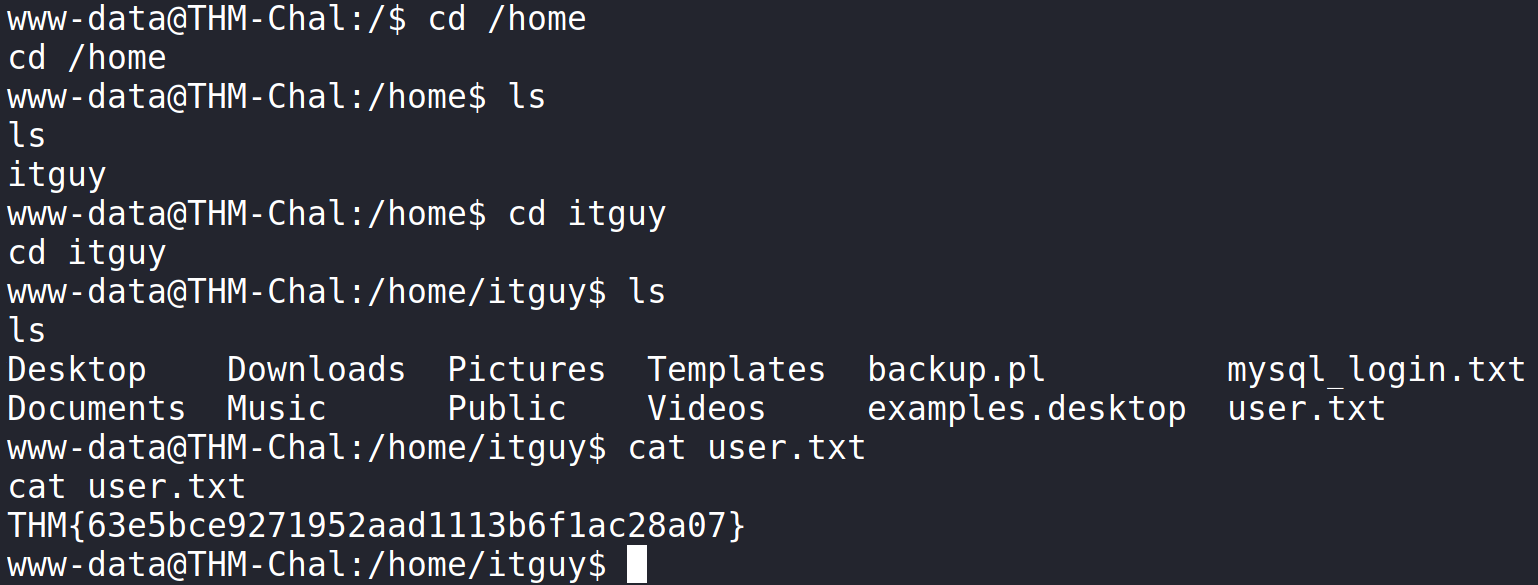 www-data@THM-Chal:/$ cd /home
cd /home
www-data@THM-Chal:/home$ ls
ls
itguy
www-data@THM-Chal:/home$ cd itguy
cd itguy
www-data@THM-Chal:/home/itguy$ ls
ls
Desktop    Downloads  Pictures  Templates  backup.pl         mysql_login.txt
Documents  Music      Public    Videos     examples.desktop  user.txt
www-data@THM-Chal:/home/itguy$ cat user.txt
cat user.txt
THM{63e5bce9271952aad1113b6f1ac28a07}
www-data@THM-Chal:/home/itguy$